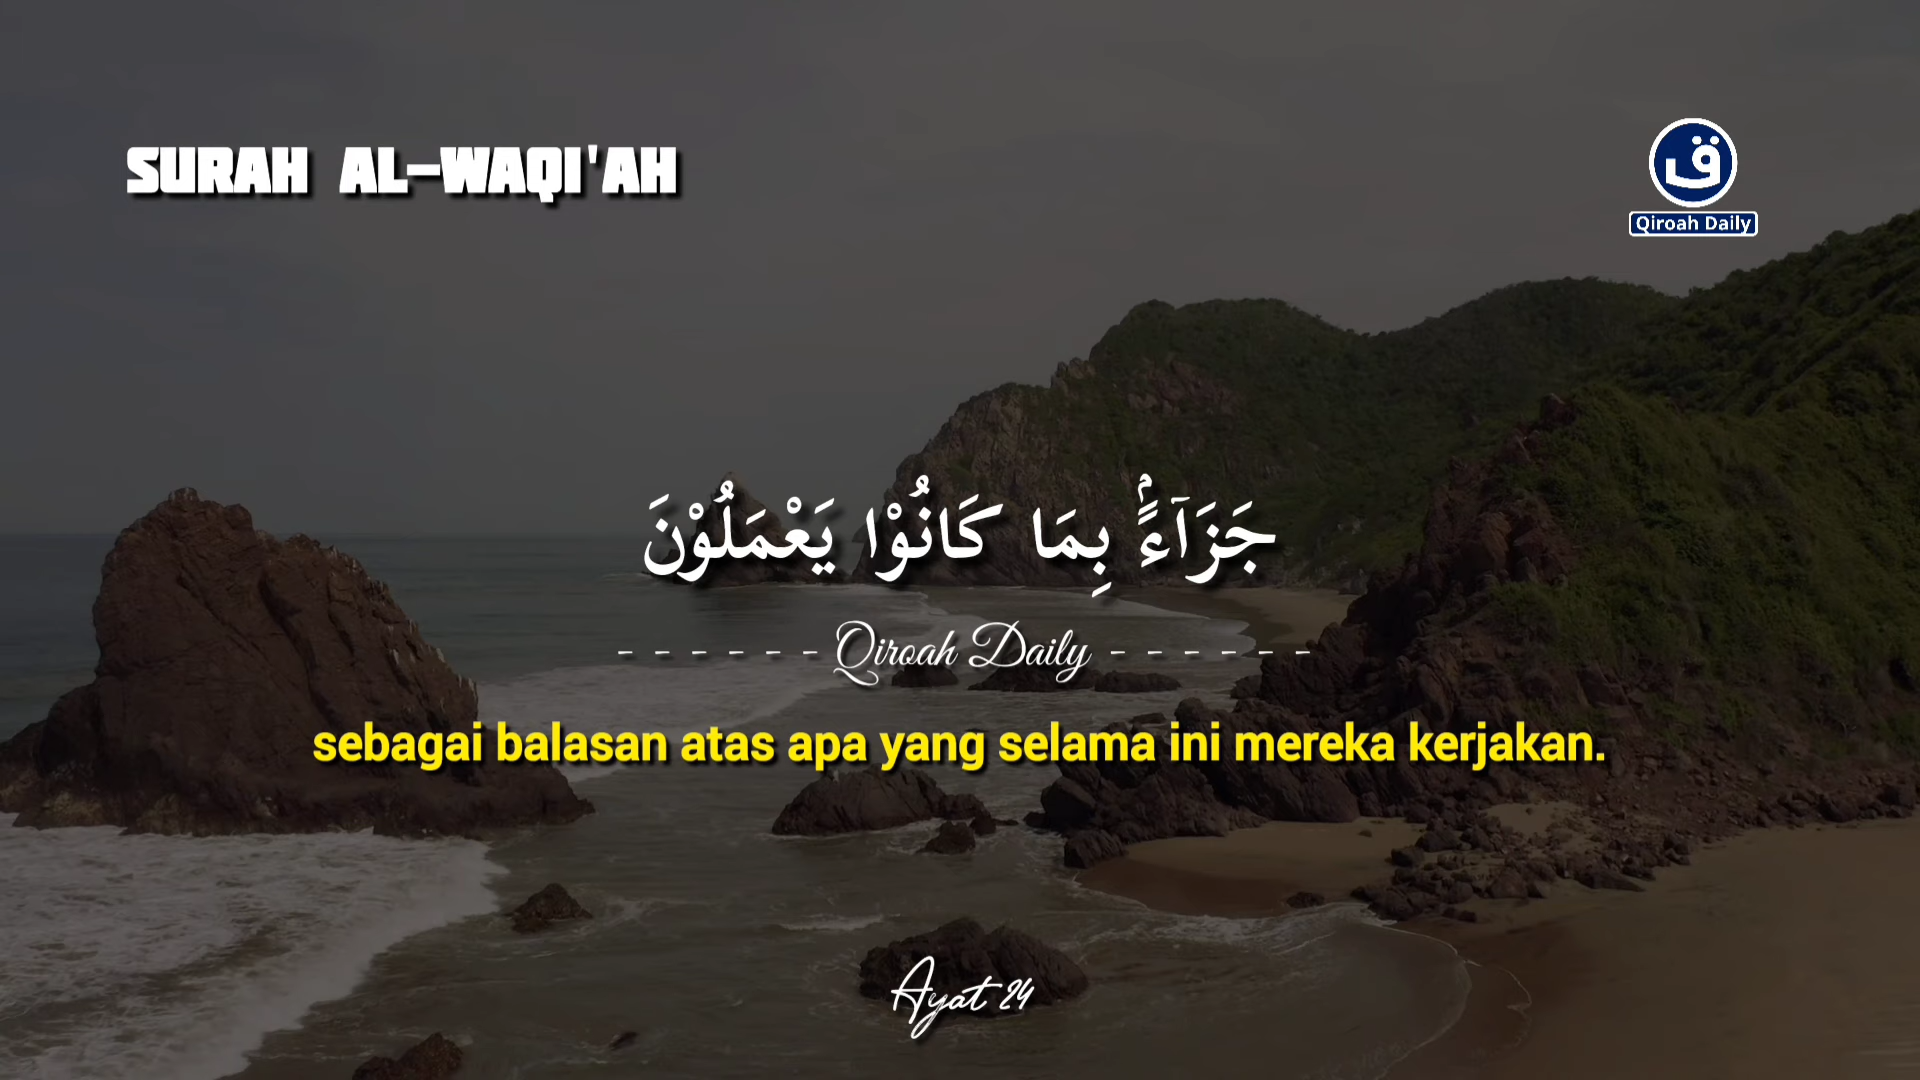 SURAH AL-WAQI'AH
ق
Qiroah Daily
جَزَاۤءًۢ بِمَا كَانُوْا يَعْمَلُوْنَ
- - - - - - Qiroah Daily - - - - - -
sebagai balasan atas apa yang selama ini mereka kerjakan.
Ayat 24